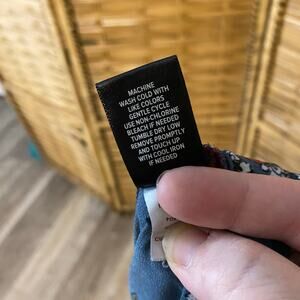 MACHINE
WASH COLD WITH
LIKE COLORS
GENTLE CYCLE
USE NON-CHLORINE
BLEACH IF NEEDED
TUMBLE DRY LOW
REMOVE PROMPTLY
AND TOUCH UP
WITH COOL IRON
IF NEEDED